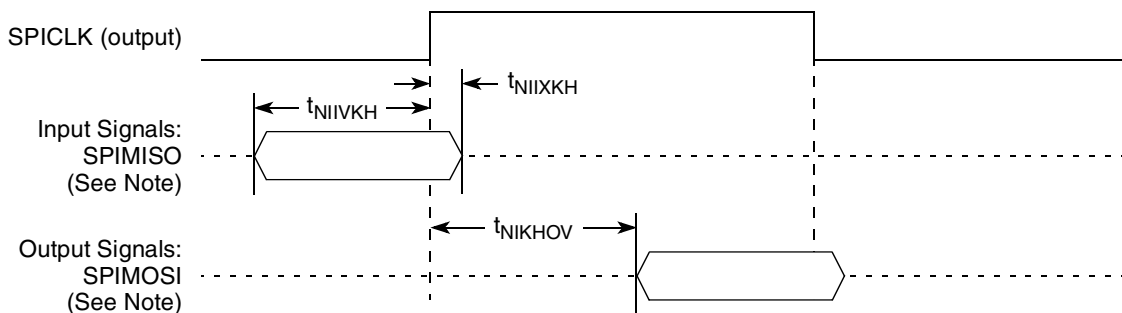 SPICLK (output)
t_NIIXKH
t_NIIVKH
Input Signals:
SPIMISO
(See Note)
t_NIKHOV
Output Signals:
SPIMOSI
(See Note)